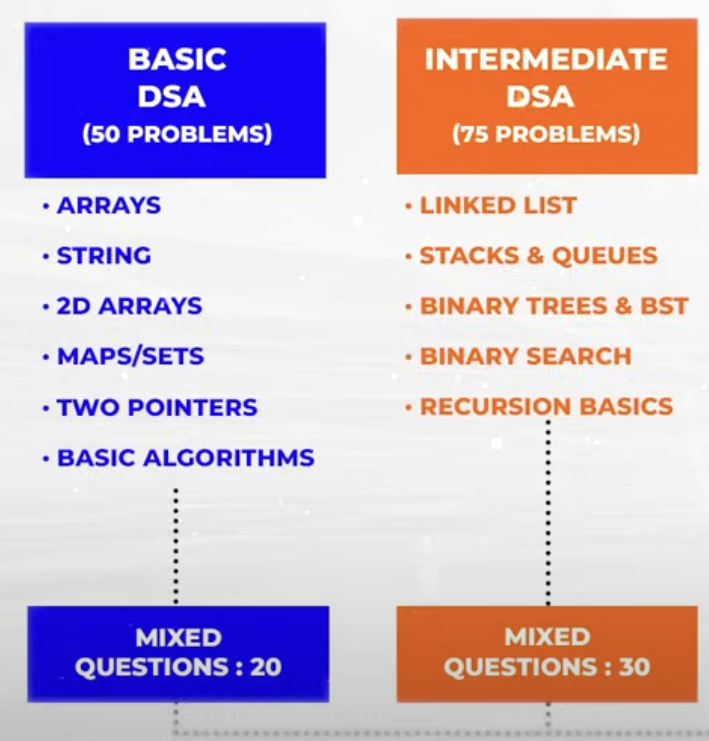 BASIC
DSA
(50 PROBLEMS)
• ARRAYS
• STRING
• 2D ARRAYS
• MAPS/SETS
• TWO POINTERS
• BASIC ALGORITHMS
MIXED
QUESTIONS : 20
INTERMEDIATE
DSA
(75 PROBLEMS)
• LINKED LIST
• STACKS & QUEUES
• BINARY TREES & BST
• BINARY SEARCH
• RECURSION BASICS
MIXED
QUESTIONS : 30